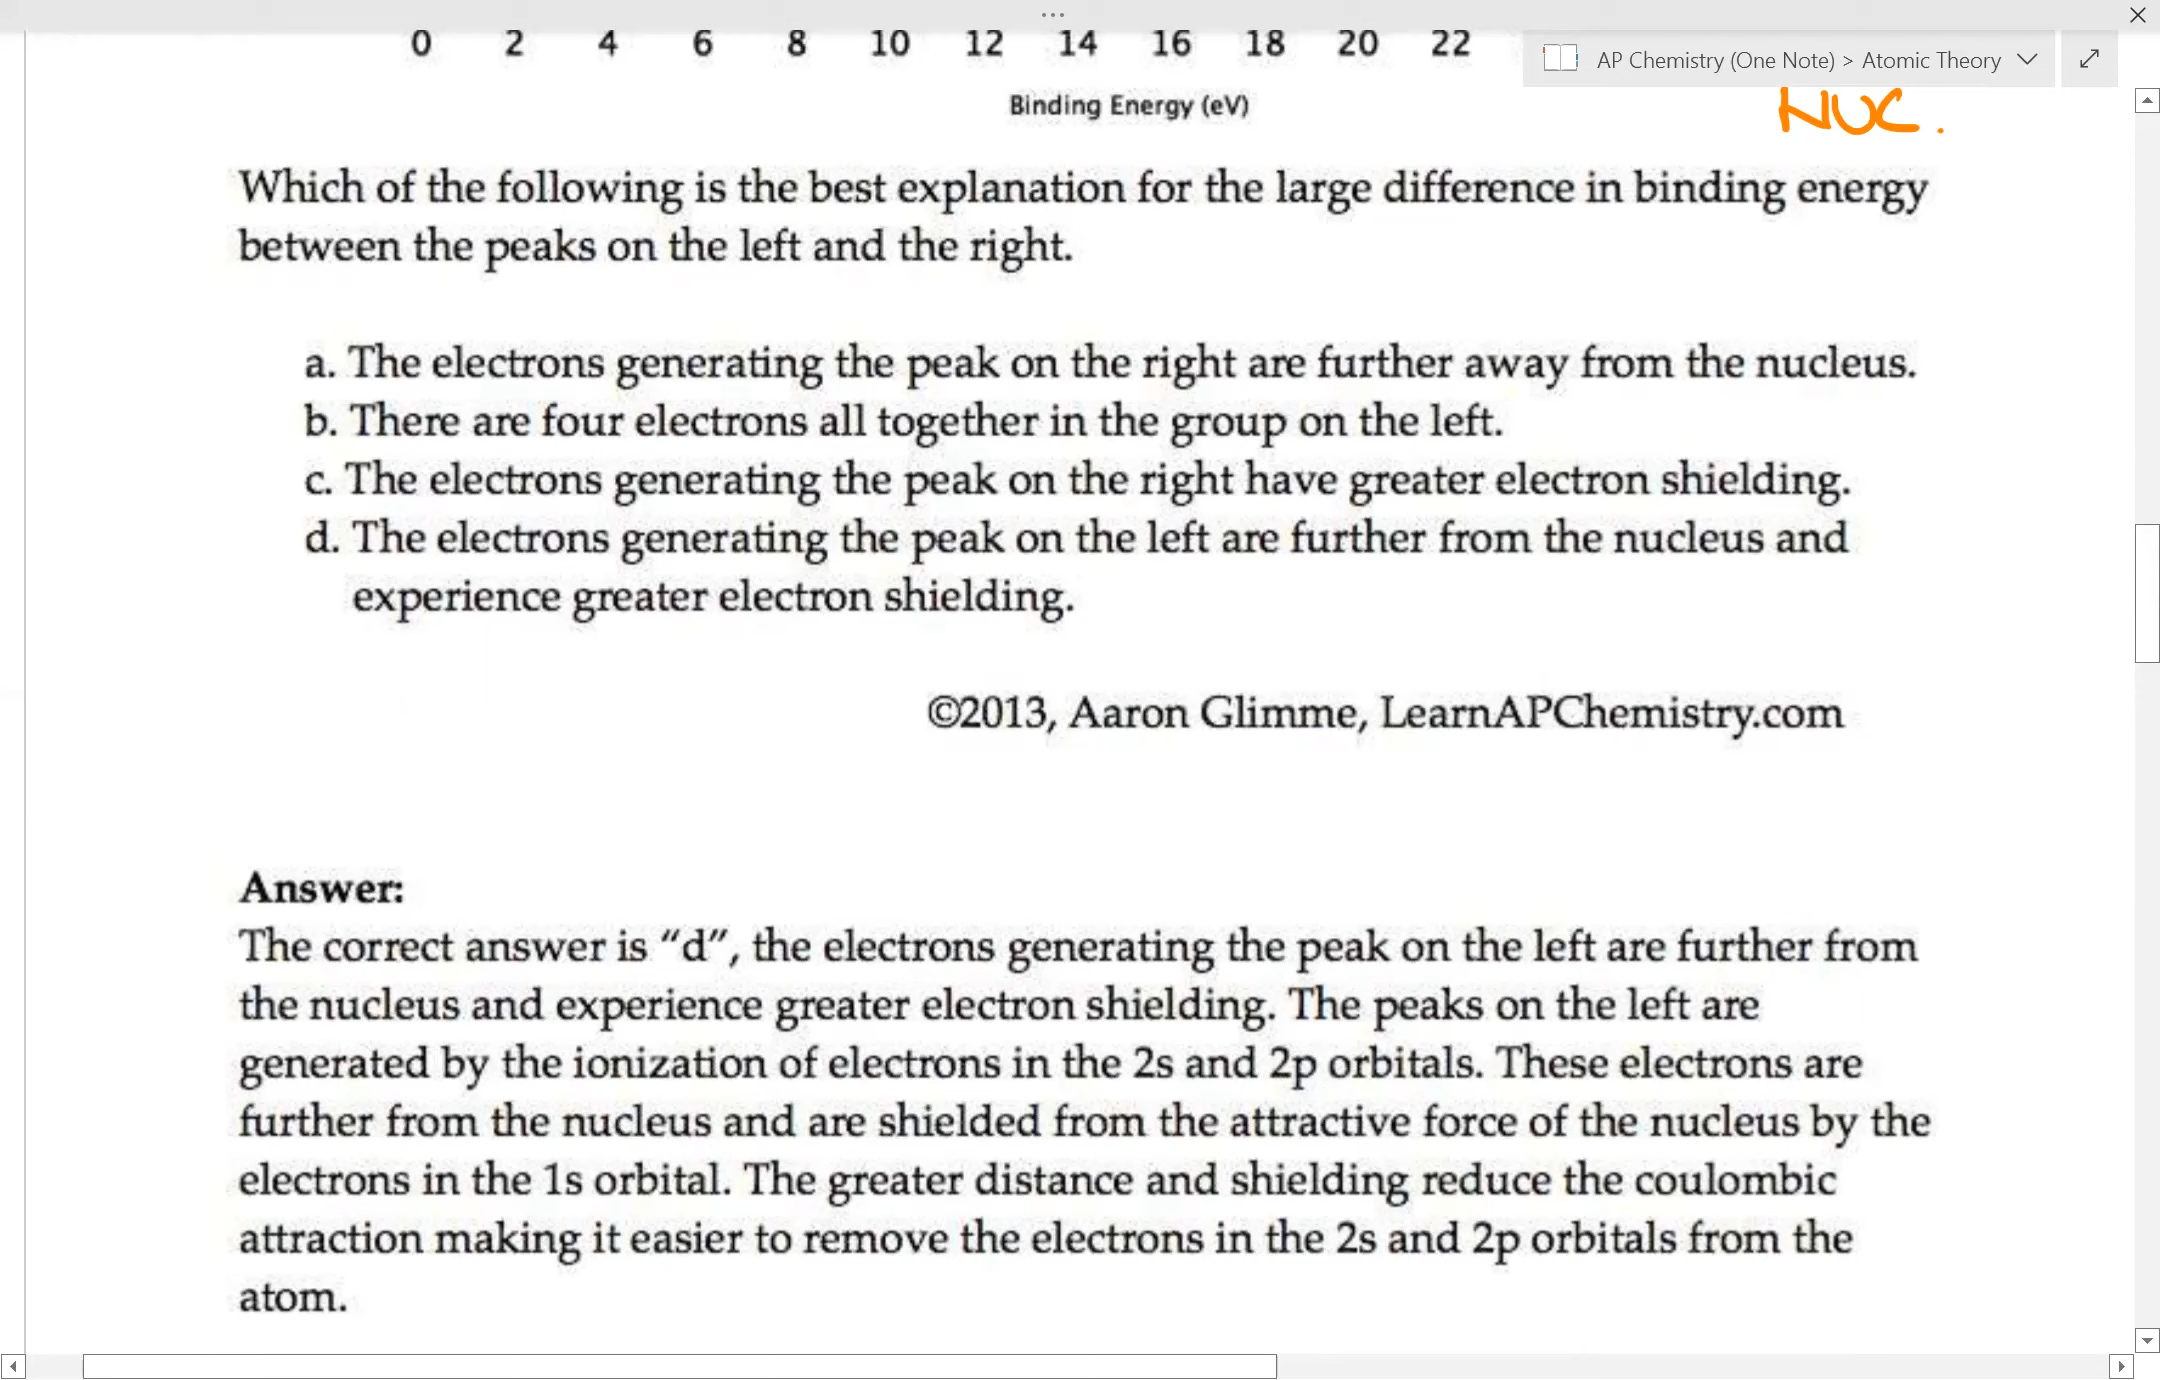 ...
0 2 4 6 8 10 12 14 16 18 20 22
AP Chemistry (One Note) > Atomic Theory
Binding Energy (eV)
NUC.
Which of the following is the best explanation for the large difference in binding energy
between the peaks on the left and the right.
a. The electrons generating the peak on the right are further away from the nucleus.
b. There are four electrons all together in the group on the left.
c. The electrons generating the peak on the right have greater electron shielding.
d. The electrons generating the peak on the left are further from the nucleus and
experience greater electron shielding.
©2013, Aaron Glimme, LearnAPChemistry.com
Answer:
The correct answer is “d”, the electrons generating the peak on the left are further from
the nucleus and experience greater electron shielding. The peaks on the left are
generated by the ionization of electrons in the 2s and 2p orbitals. These electrons are
further from the nucleus and are shielded from the attractive force of the nucleus by the
electrons in the 1s orbital. The greater distance and shielding reduce the coulombic
attraction making it easier to remove the electrons in the 2s and 2p orbitals from the
atom.